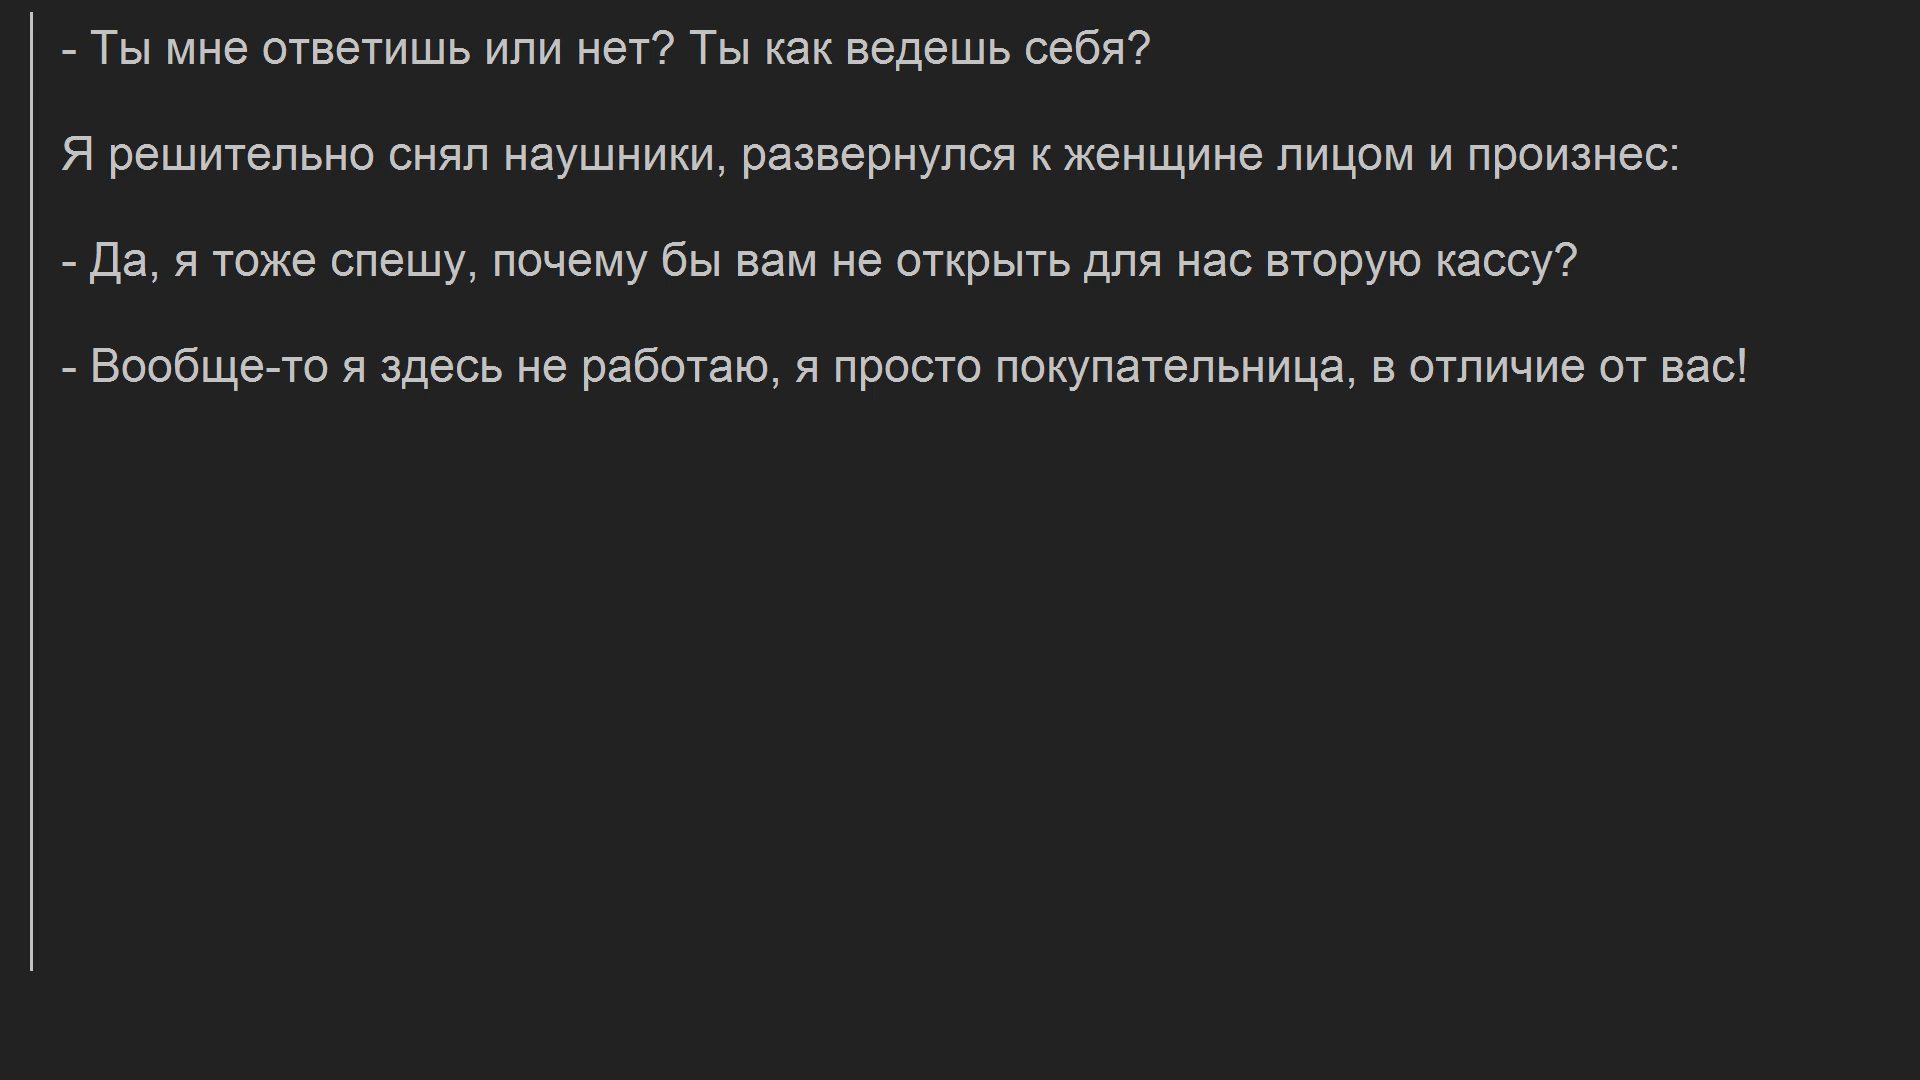 - Ты мне ответишь или нет? Ты как ведешь себя?
Я решительно снял наушники, развернулся к женщине лицом и произнес:
- Да, я тоже спешу, почему бы вам не открыть для нас вторую кассу?
- Вообще-то я здесь не работаю, я просто покупательница, в отличие от вас!